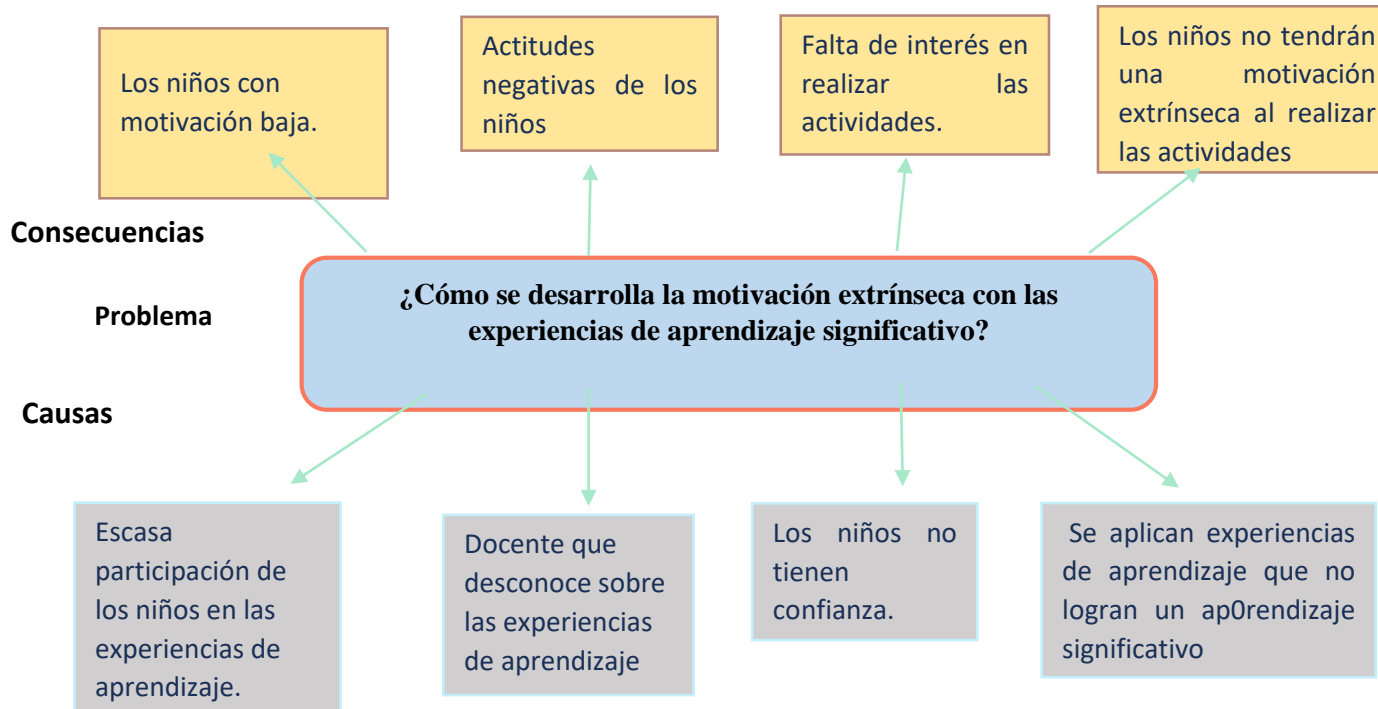 Los niños con
motivación baja.
Actitudes
negativas de los
niños
Falta de interés en
realizar las
actividades.
Los niños no tendrán
una motivación
extrínseca al realizar
las actividades
Consecuencias
Problema
¿Cómo se desarrolla la motivación extrínseca con las
experiencias de aprendizaje significativo?
Causas
Escasa
participación de
los niños en las
experiencias de
aprendizaje.
Docente que
desconoce sobre
las experiencias
de aprendizaje
Los niños no
tienen
confianza.
Se aplican experiencias
de aprendizaje que no
logran un ap0rendizaje
significativo